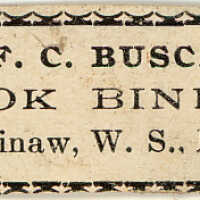 F. C. BUSC
OK BIN
inaw, W. S.,